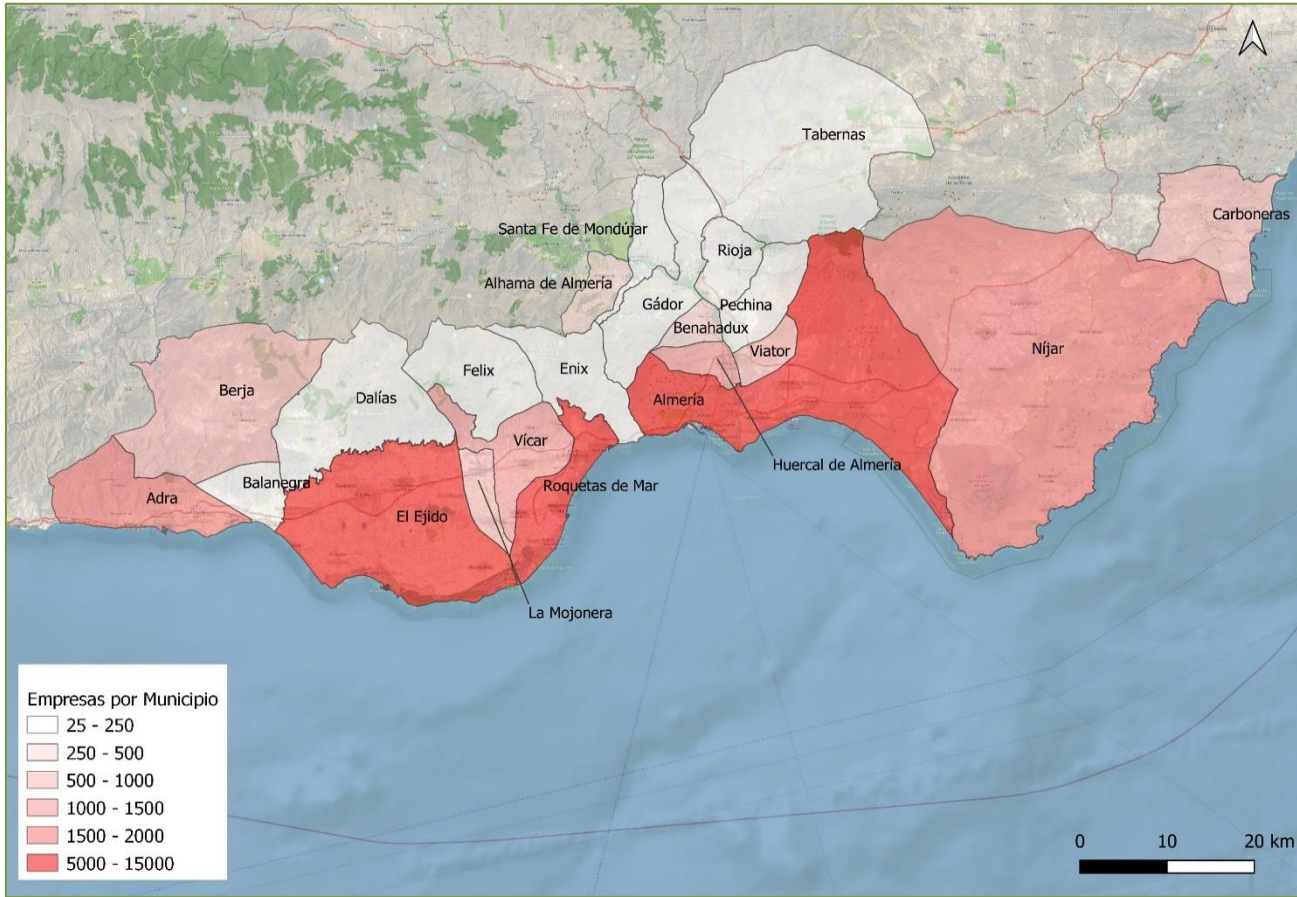 Tabernas
Carboneras
Santa Fe de Mondújar
Rioja
Alhama de Almería
Gádor
Pechina
Benahadux
Viator
Níjar
Berja
Dalías
Felix
Enix
Almería
Vícar
Huercal de Almería
Balanegra
Roquetas de Mar
Adra
El Ejido
La Mojonera
Empresas por Municipio
25 - 250
250 - 500
500 - 1000
1000 - 1500
1500 - 2000
5000 - 15000
0 10 20 km